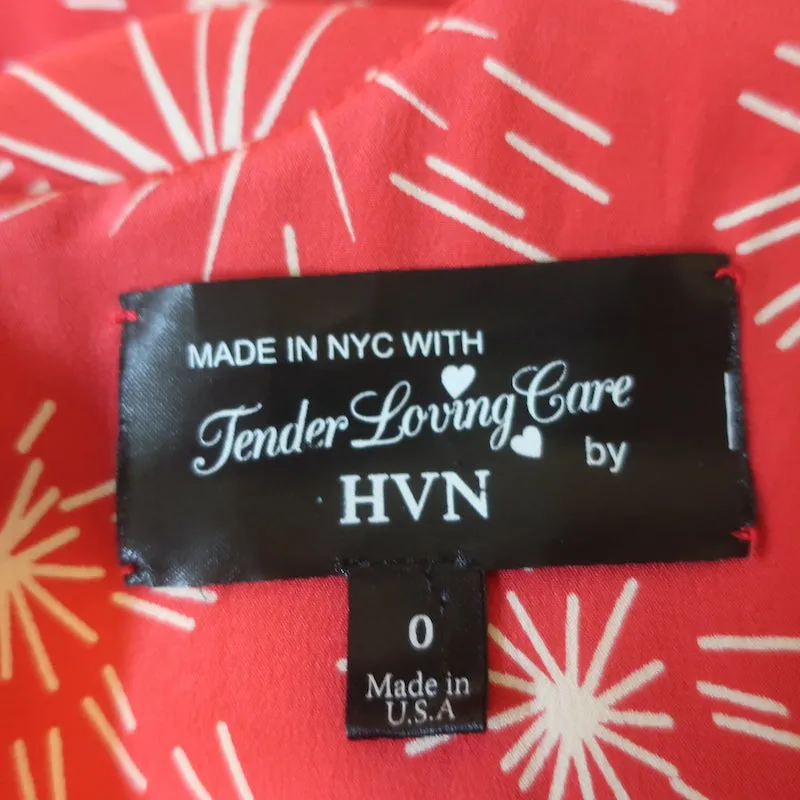 MADE IN NYC WITH
Tender Loving Care
by
HVN
0
Made in
U.S.A